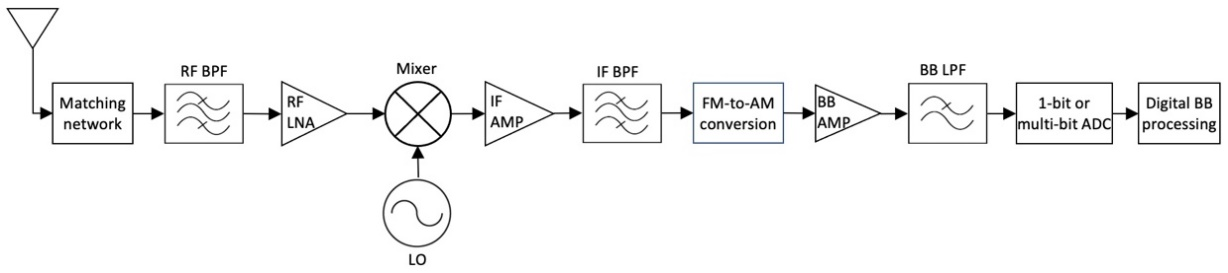 Matching
network
RF BPF
RF
LNA
Mixer
LO
IF
AMP
IF BPF
FM-to-AM
conversion
BB
AMP
BB LPF
1-bit or
multi-bit ADC
Digital BB
processing